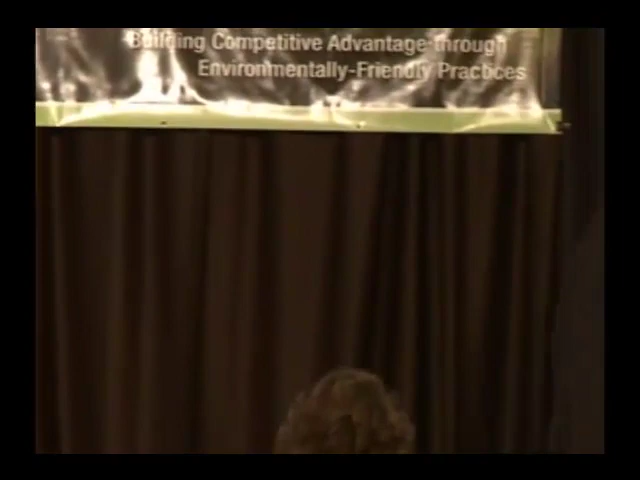 Building Competitive Advantage through
Environmentally-Friendly Practices